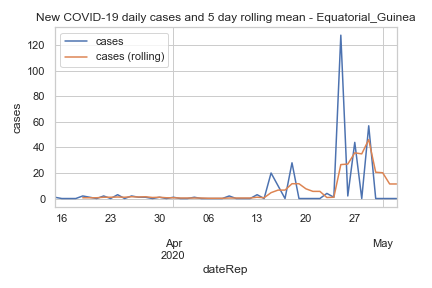 New COVID-19 daily cases and 5 day rolling mean - Equatorial_Guinea
cases
cases (rolling)
120
100
80
60
40
20
0
cases
16 23 30 06 13 20 27
Apr May
2020
dateRep